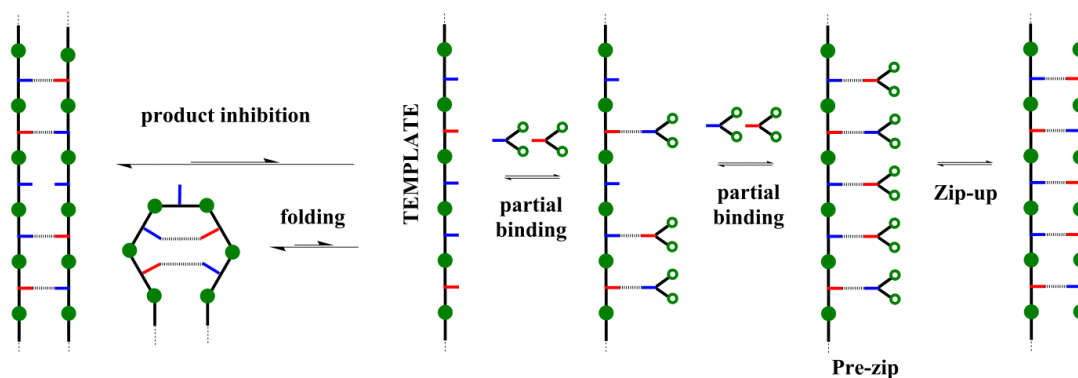 product inhibition
folding
TEMPLATE
partial
binding
partial
binding
Pre-zip
Zip-up